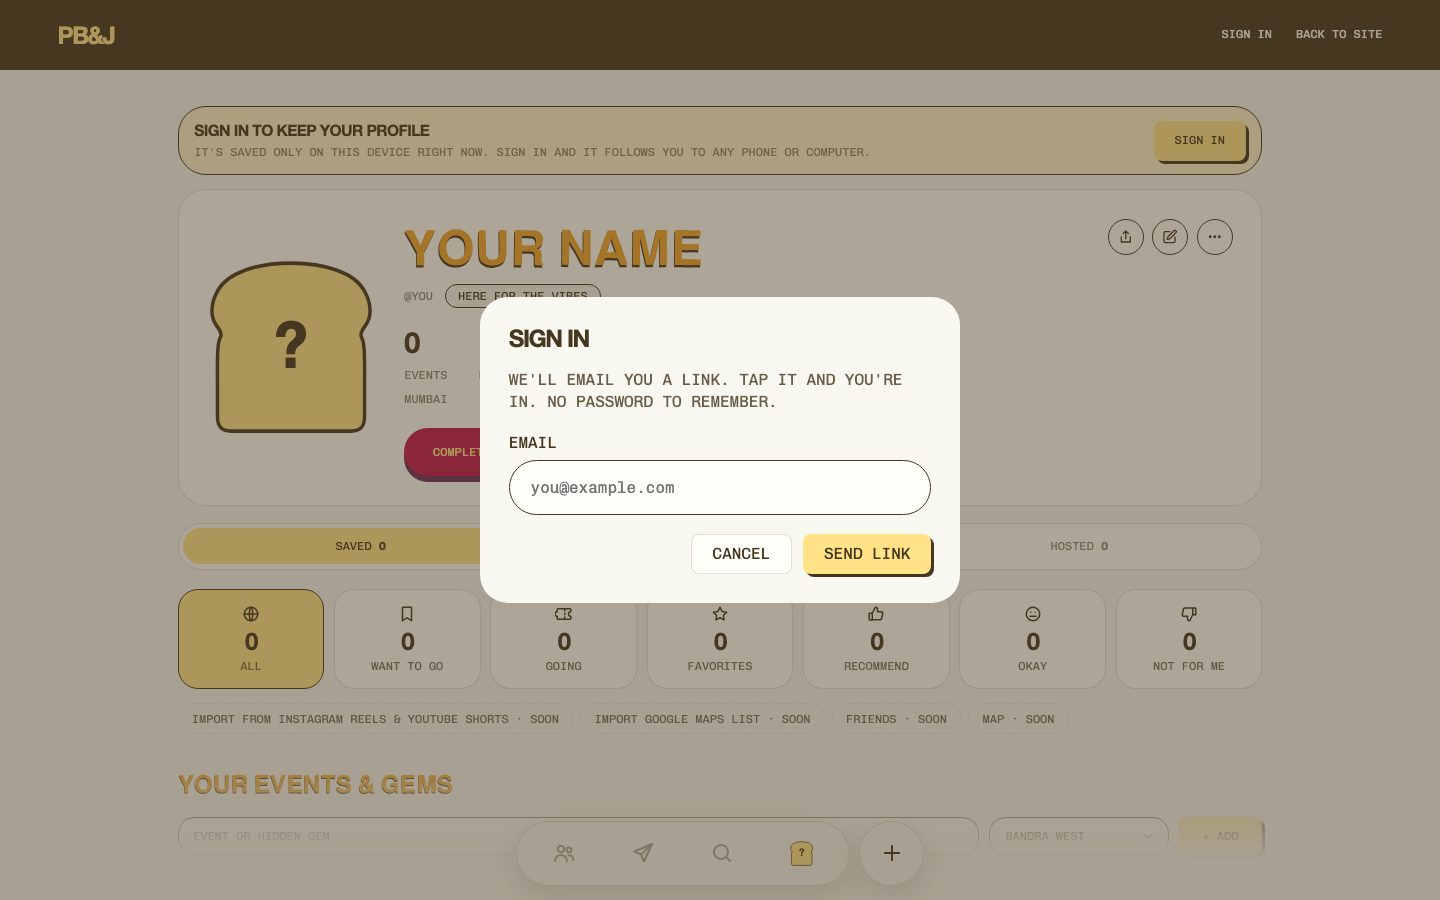 PB&J
SIGN IN
BACK TO SITE
SIGN IN TO KEEP YOUR PROFILE
IT'S SAVED ONLY ON THIS DEVICE RIGHT NOW. SIGN IN AND IT FOLLOWS YOU TO ANY PHONE OR COMPUTER.
SIGN IN
YOUR NAME
@YOU
HERE FOR THE VIBES
?
0
EVENTS
MUMBAI
SIGN IN
WE'LL EMAIL YOU A LINK. TAP IT AND YOU'RE
IN. NO PASSWORD TO REMEMBER.
EMAIL
you@example.com
CANCEL
SEND LINK
SAVED 0
HOSTED 0
0
ALL
0
WANT TO GO
0
GOING
0
FAVORITES
0
RECOMMEND
0
OKAY
0
NOT FOR ME
IMPORT FROM INSTAGRAM REELS & YOUTUBE SHORTS · SOON
IMPORT GOOGLE MAPS LIST · SOON
FRIENDS · SOON
MAP · SOON
YOUR EVENTS & GEMS
EVENT OR HIDDEN GEM
BANDRA WEST
+ ADD
?